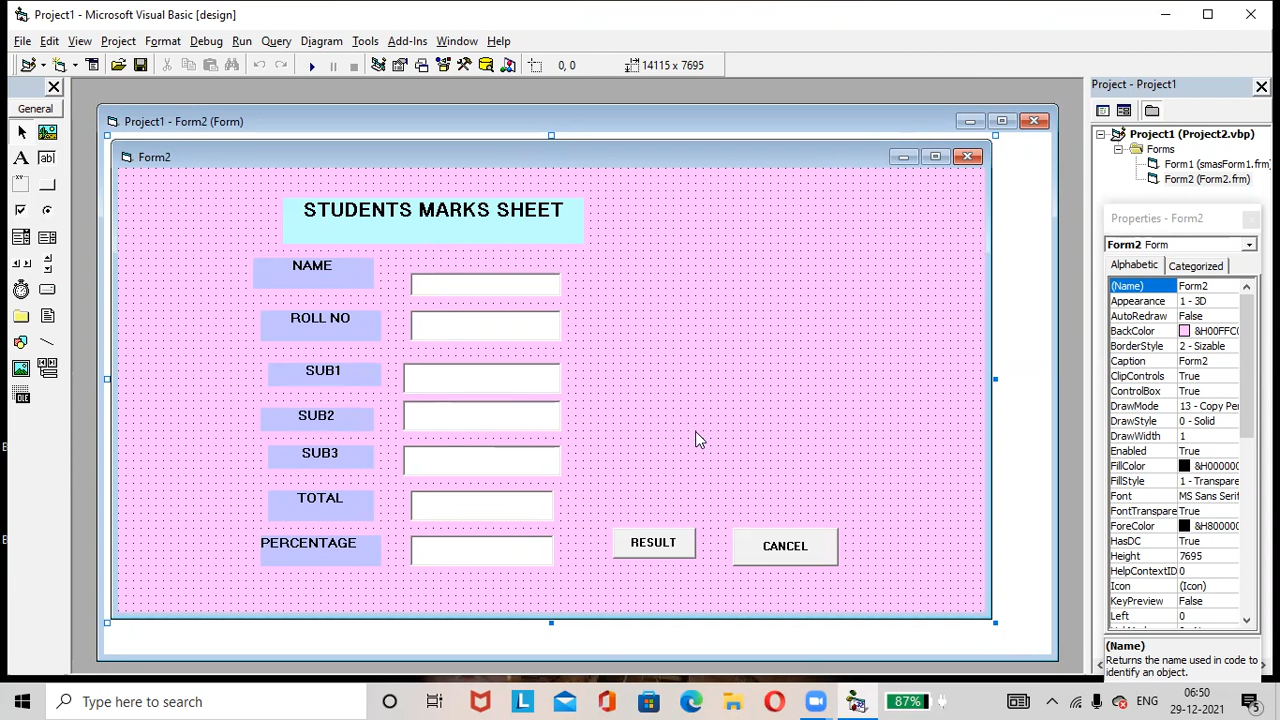 Project1 - Microsoft Visual Basic [design]
File Edit View Project Format Debug Run Query Diagram Tools Add-Ins Window Help
0, 0 14115 x 7695
General
Project1 - Form2 (Form)
Form2
STUDENTS MARKS SHEET
NAME
ROLL NO
SUB1
SUB2
SUB3
TOTAL
PERCENTAGE
RESULT CANCEL
Project - Project1
Project1 (Project2.vbp)
Forms
Form1 (smasForm1.frm)
Form2 (Form2.frm)
Properties - Form2
Form2 Form
Alphabetic Categorized
(Name) Form2
Appearance 1 - 3D
AutoRedraw False
BackColor &H00FFC
BorderStyle 2 - Sizable
Caption Form2
ClipControls True
ControlBox True
DrawMode 13 - Copy Pe
DrawStyle 0 - Solid
DrawWidth 1
Enabled True
FillColor &H00000
FillStyle 1 - Transpare
Font MS Sans Serif
FontTranspare True
ForeColor &H80000
HasDC True
Height 7695
HelpContextID 0
Icon (Icon)
KeyPreview False
Left 0
(Name)
Returns the name used in code to
identify an object.
Type here to search
87%
ENG
06:50
29-12-2021
5